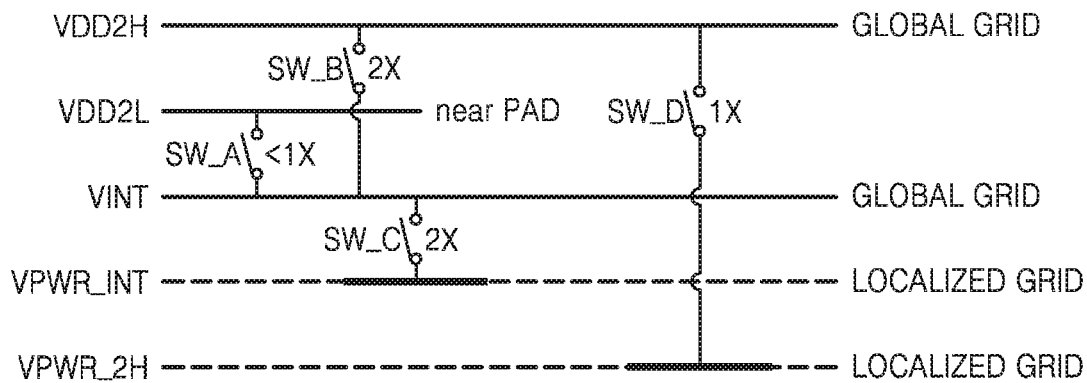 VDD2H GLOBAL GRID
SW_B 2X
VDD2L near PAD SW_D 1X
SW_A <1X
VINT GLOBAL GRID
SW_C 2X
VPWR_INT LOCALIZED GRID
VPWR_2H LOCALIZED GRID